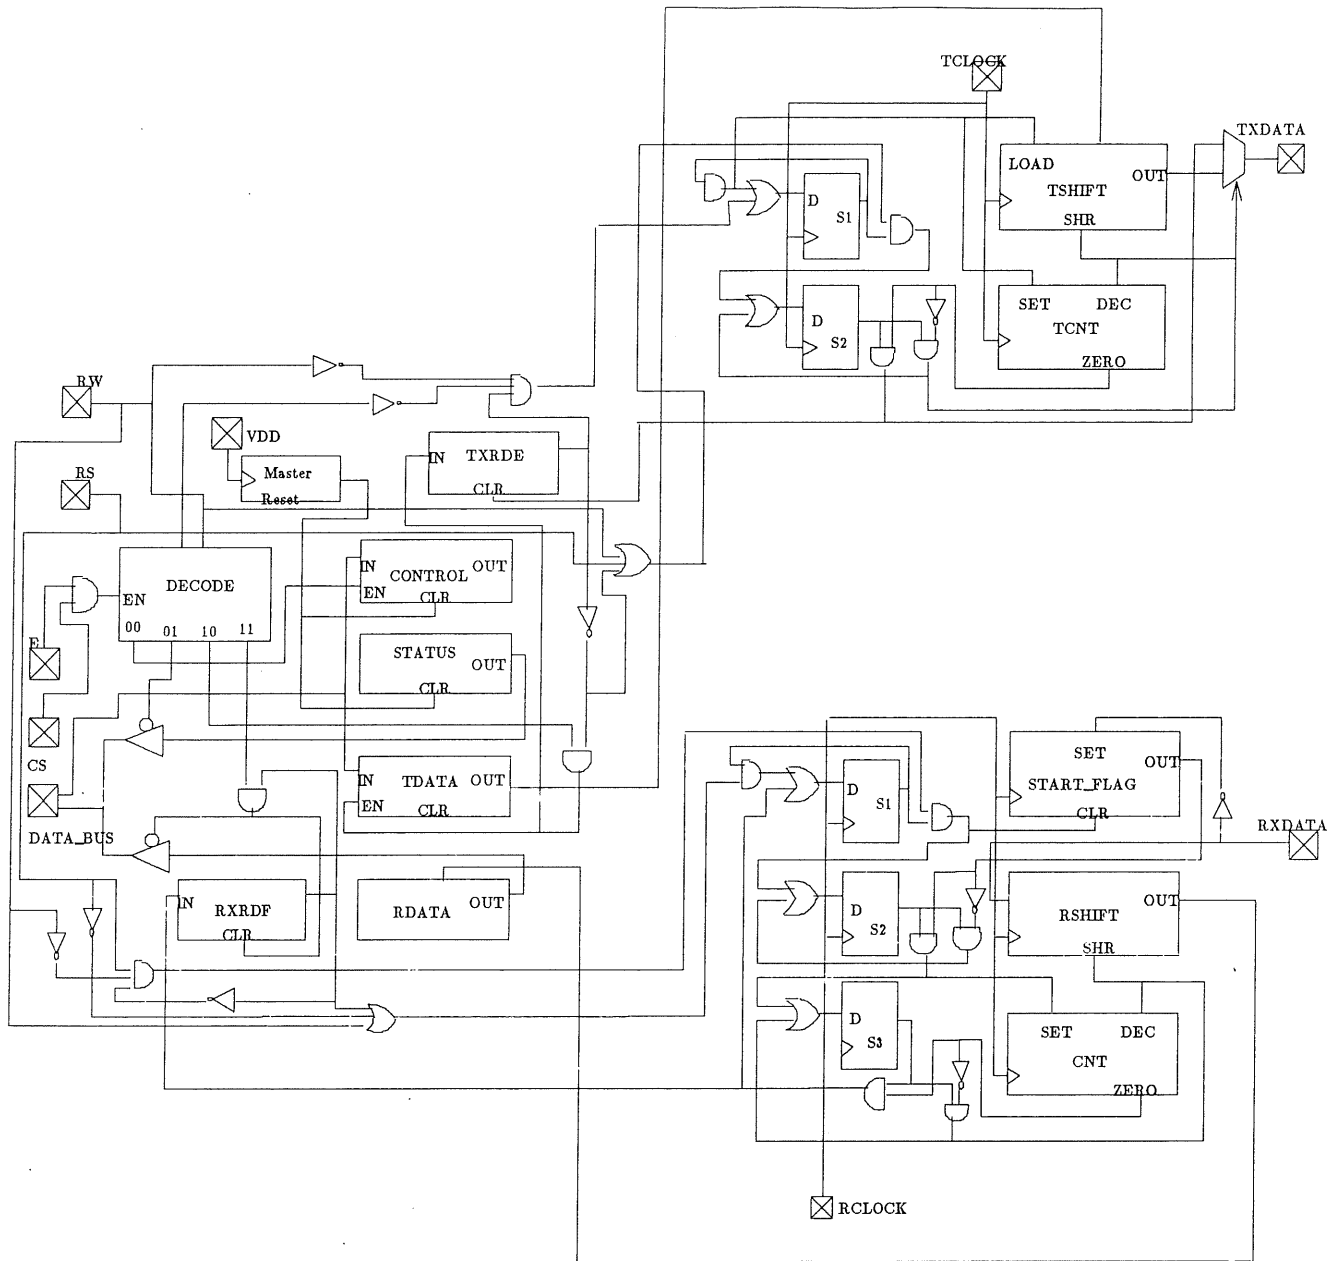 TCLOCK
TXDATA
LOAD
OUT
TSHIFT
SHR
D
S1
SET DEC
TCNT
ZERO
D
S2
RW
VDD
Master
Reset
IN TXRDE
CLR
RS
DECODE
EN
00 01 10 11
IN OUT
CONTROL
EN
CLR
E
STATUS
OUT
CLR
CS
DATA_BUS
IN TDATA OUT
EN
CLR
IN RXRDF
CLR
OUT
RDATA
D
S1
SET
OUT
START_FLAG
CLR
RXDATA
D
S2
OUT
RSHIFT
SHR
D
S3
SET DEC
CNT
ZERO
RCLOCK